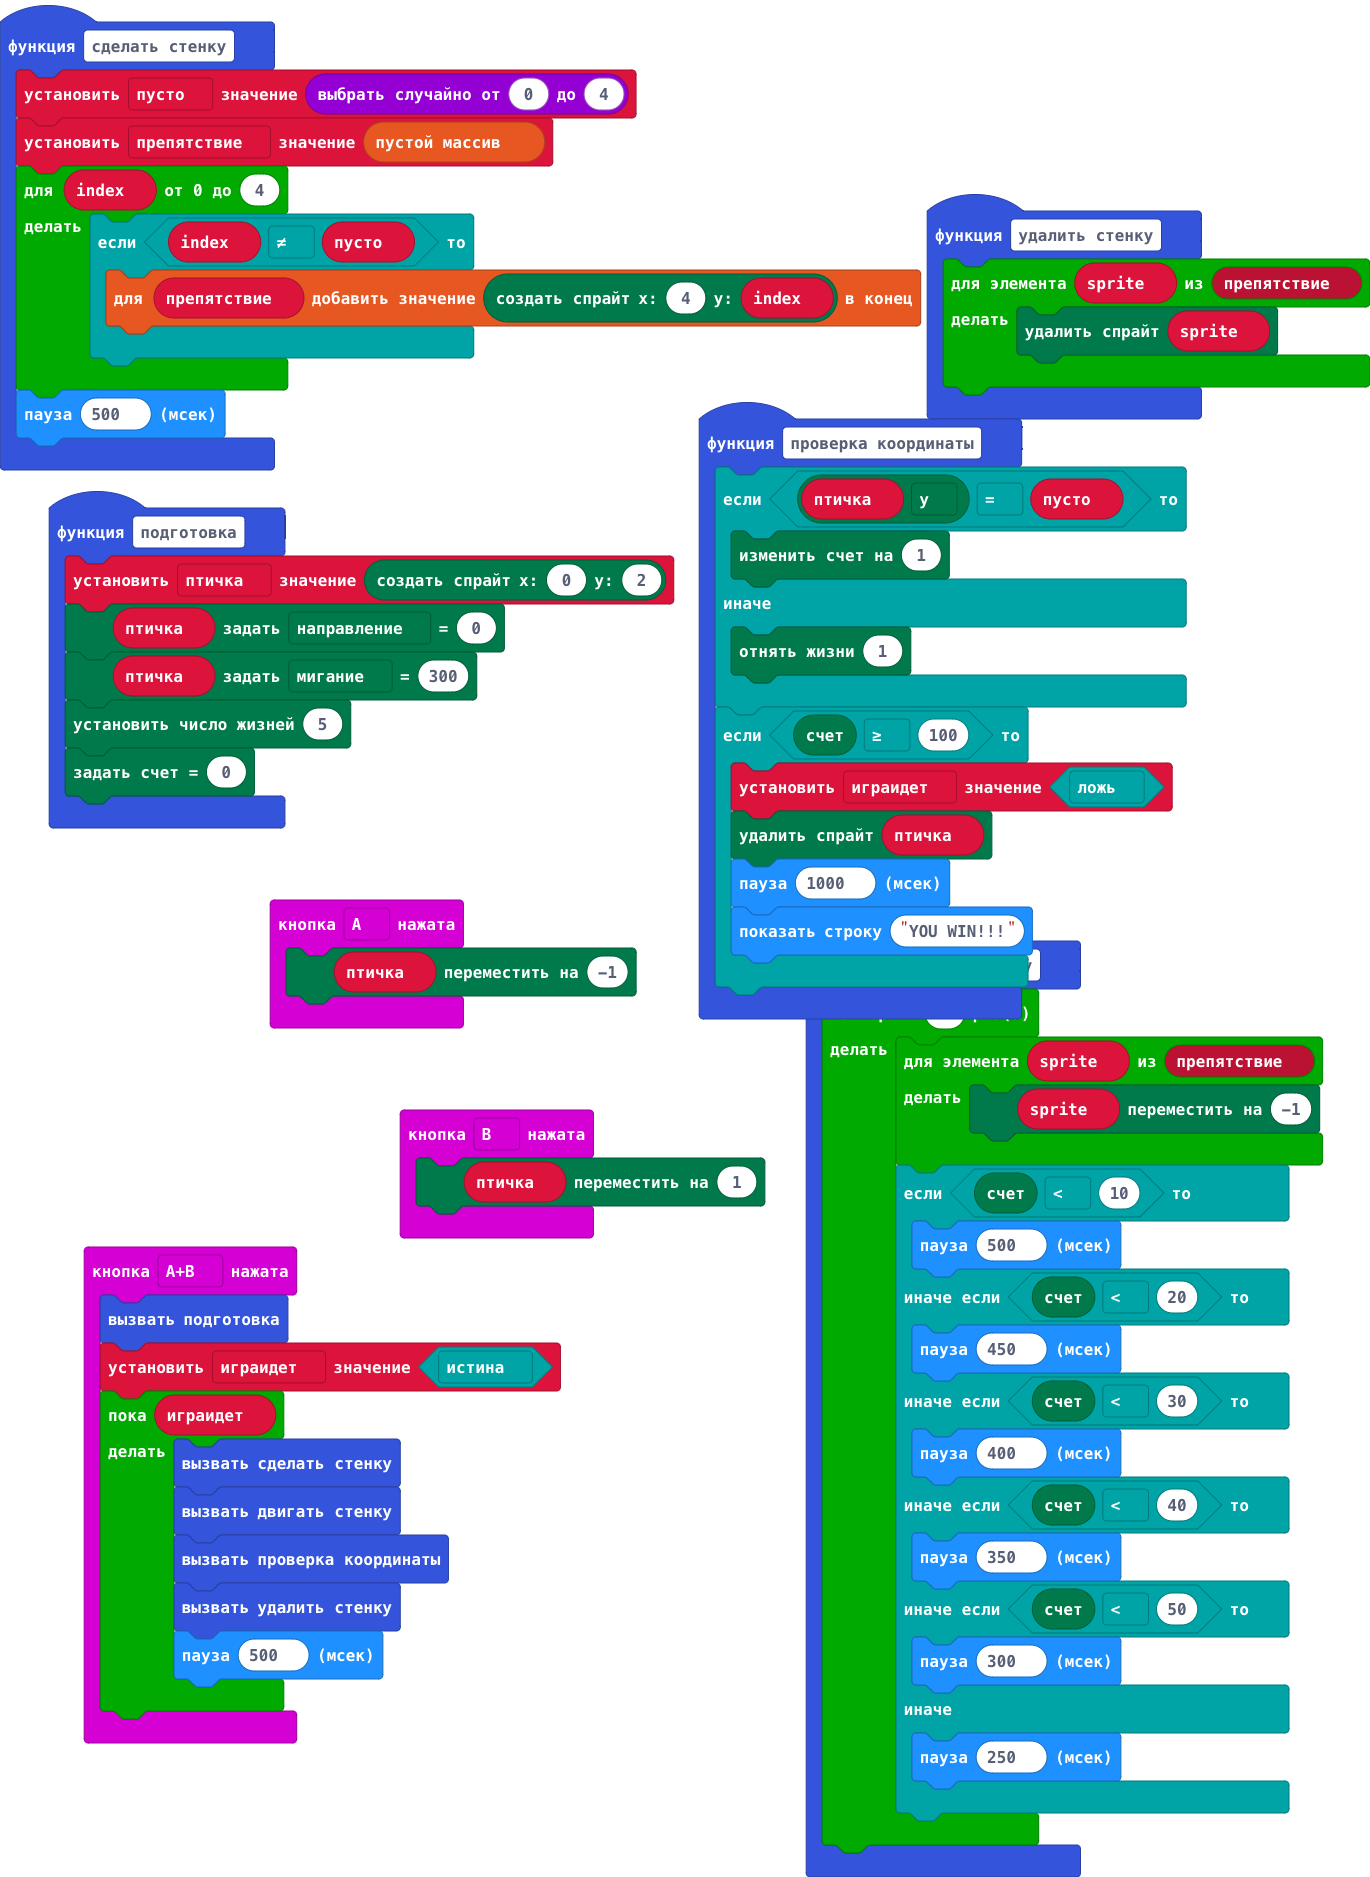 функция сделать стенку
установить пусто значение выбрать случайно от 0 до 4
установить препятствие значение пустой массив
для index от 0 до 4
делать
если index ≠ пусто то
для препятствие добавить значение создать спрайт x: 4 y: index в конец
пауза 500 (мсек)
функция удалить стенку
для элемента sprite из препятствие
делать удалить спрайт sprite
функция подготовка
установить птичка значение создать спрайт x: 0 y: 2
птичка задать направление = 0
птичка задать мигание = 300
установить число жизней 5
задать счет = 0
функция проверка координаты
если птичка y = пусто то
изменить счет на 1
иначе
отнять жизни 1
если счет ≥ 100 то
установить играидет значение ложь
удалить спрайт птичка
пауза 1000 (мсек)
показать строку "YOU WIN!!!"
кнопка A нажата
птичка переместить на −1
кнопка B нажата
птичка переместить на 1
кнопка A+B нажата
вызвать подготовка
установить играидет значение истина
пока играидет
делать
вызвать сделать стенку
вызвать двигать стенку
вызвать проверка координаты
вызвать удалить стенку
пауза 500 (мсек)
делать
для элемента sprite из препятствие
делать sprite переместить на −1
если счет < 10 то
пауза 500 (мсек)
иначе если счет < 20 то
пауза 450 (мсек)
иначе если счет < 30 то
пауза 400 (мсек)
иначе если счет < 40 то
пауза 350 (мсек)
иначе если счет < 50 то
пауза 300 (мсек)
иначе
пауза 250 (мсек)